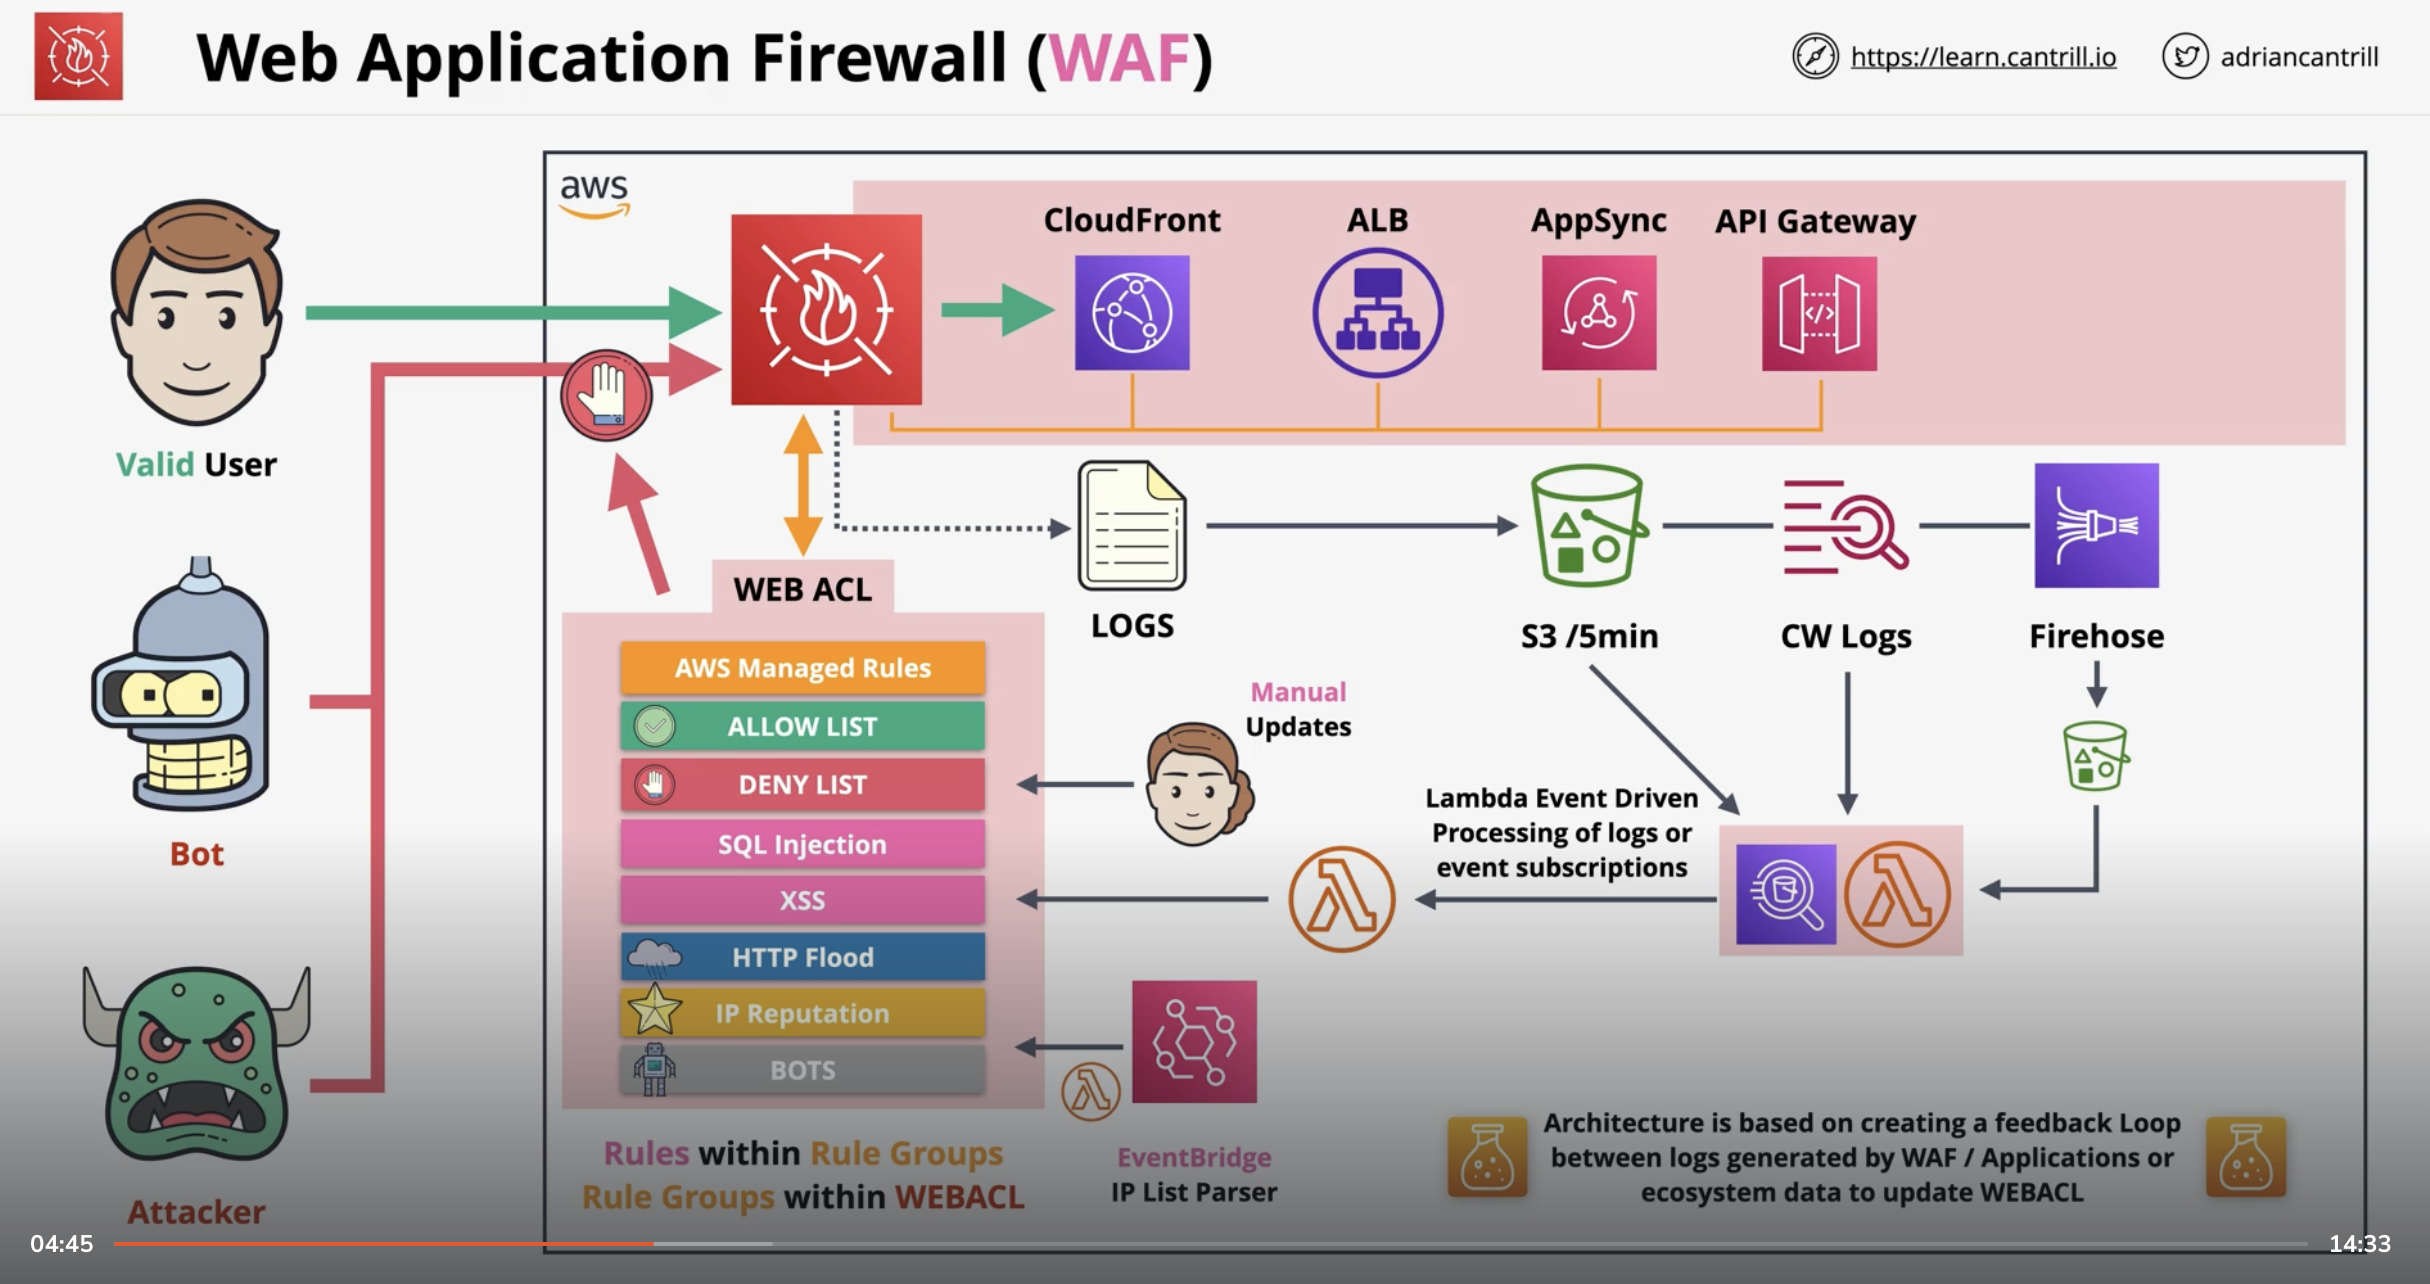 Web Application Firewall (WAF)
https://learn.cantrill.io
adriancantrill
aws
CloudFront
ALB
AppSync
API Gateway
Valid User
WEB ACL
LOGS
S3 /5min
CW Logs
Firehose
AWS Managed Rules
ALLOW LIST
DENY LIST
SQL Injection
XSS
HTTP Flood
IP Reputation
BOTS
Manual
Updates
Lambda Event Driven
Processing of logs or
event subscriptions
Bot
Attacker
Rules within Rule Groups
Rule Groups within WEBACL
EventBridge
IP List Parser
Architecture is based on creating a feedback Loop
between logs generated by WAF / Applications or
ecosystem data to update WEBACL
04:45
14:33